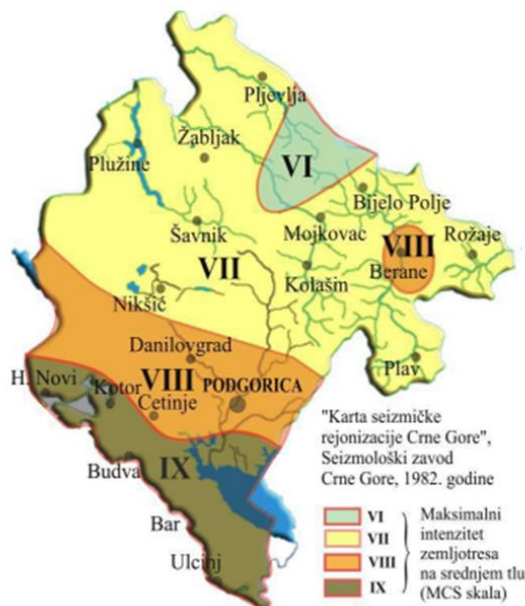 Pljevlja
Žabljak
VI
Plužine
Bijelo Polje
Šavnik
Mojkovac
VIII
Rožaje
VII
Berane
Kolašin
Nikšić
Danilovgrad
Plav
H. Novi
Kotor
VIII
PODGORICA
Cetinje
IX
Budva
Bar
Ulcinj
"Karta seizmičke
rejonizacije Crne Gore",
Seizmološki zavod
Crne Gore, 1982. godine
VI
VII
VIII
IX
Maksimalni
intenzitet
zemljotresa
na srednjem tlu
(MCS skala)